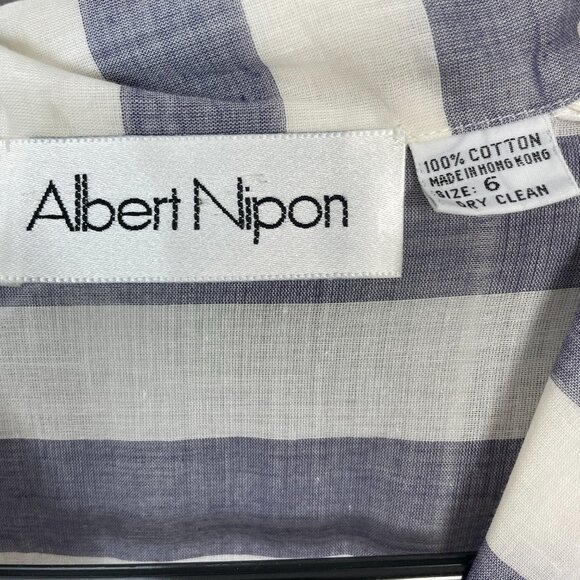 Albert Nipon
100% COTTON
MADE IN HONG KONG
SIZE: 6
DRY CLEAN